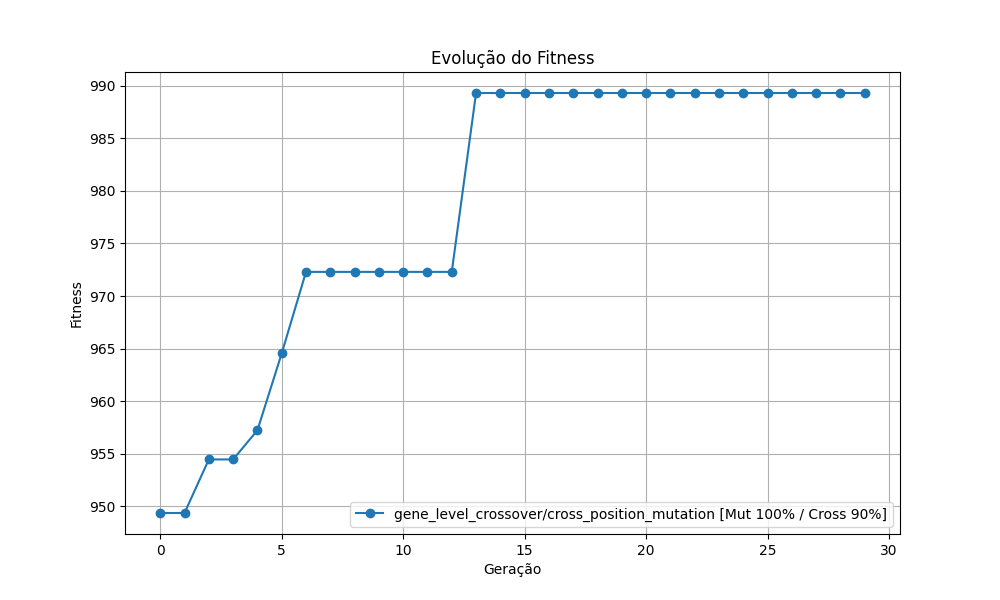 Evolução do Fitness
990
985
980
975
970
965
960
955
950
Fitness
0 5 10 15 20 25 30
Geração
gene_level_crossover/cross_position_mutation [Mut 100% / Cross 90%]